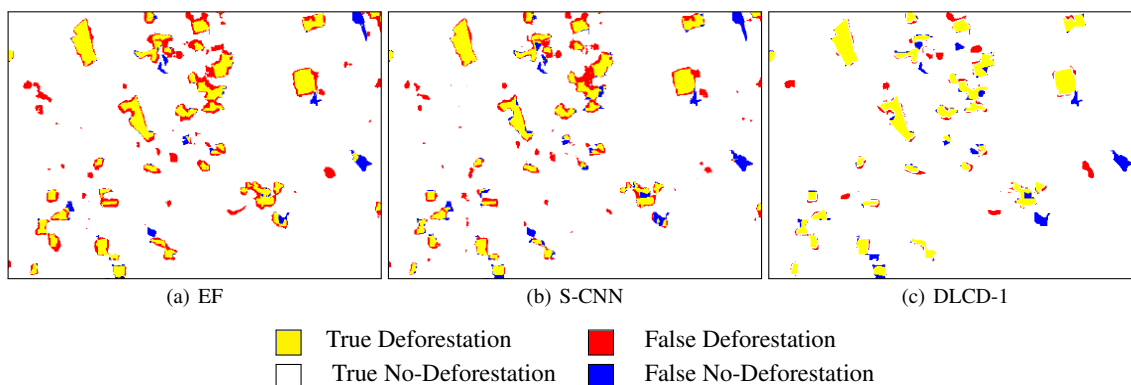 (a) EF
(b) S-CNN
(c) DLCD-1
True Deforestation
False Deforestation
True No-Deforestation
False No-Deforestation